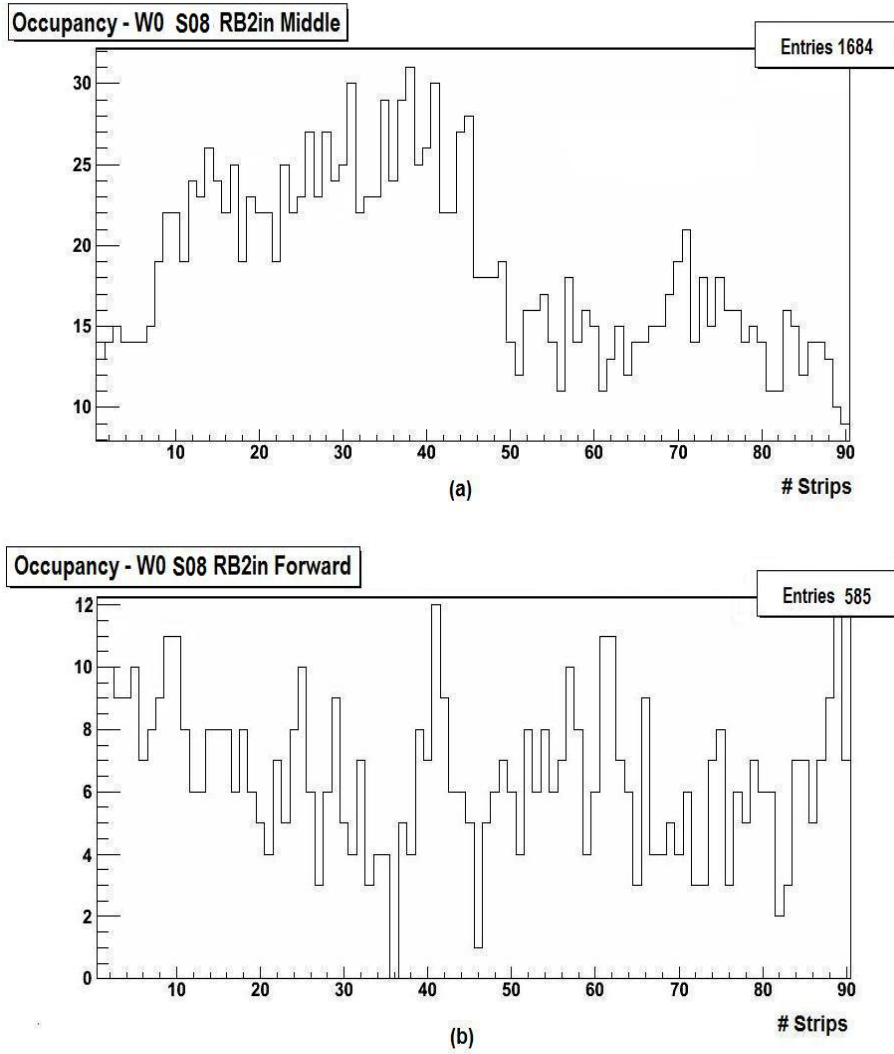 Occupancy - W0 S08 RB2in Middle
Entries 1684
30
25
20
15
10
10 20 30 40 50 60 70 80 90
(a)
# Strips
Occupancy - W0 S08 RB2in Forward
Entries 585
12
10
8
6
4
2
0
10 20 30 40 50 60 70 80 90
# Strips
(b)